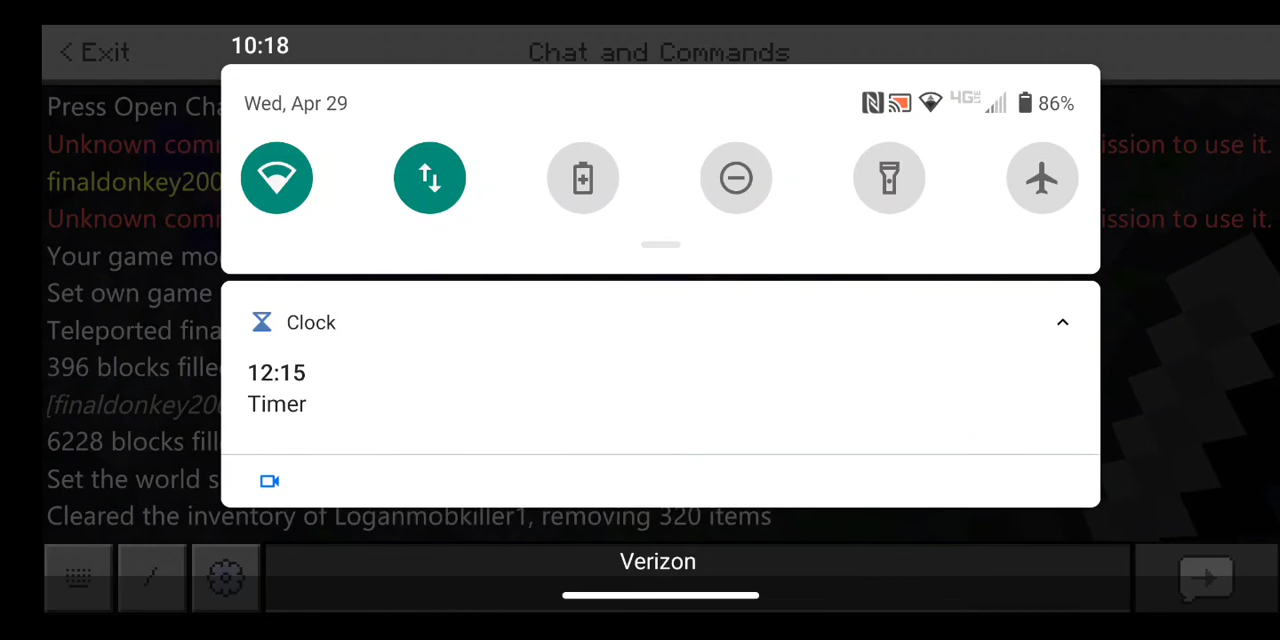 10:18
< Exit
Chat and Commands
Wed, Apr 29
4G
86%
Press Open Cha
Unknown comm
ission to use it.
finaldonkey200
Unknown comm
ission to use it.
Your game mo
Set own game
Clock
Teleported fina
396 blocks fille
12:15
[finaldonkey200
Timer
6228 blocks fill
Set the world s
Cleared the inventory of Loganmobkiller1, removing 320 items
/
Verizon